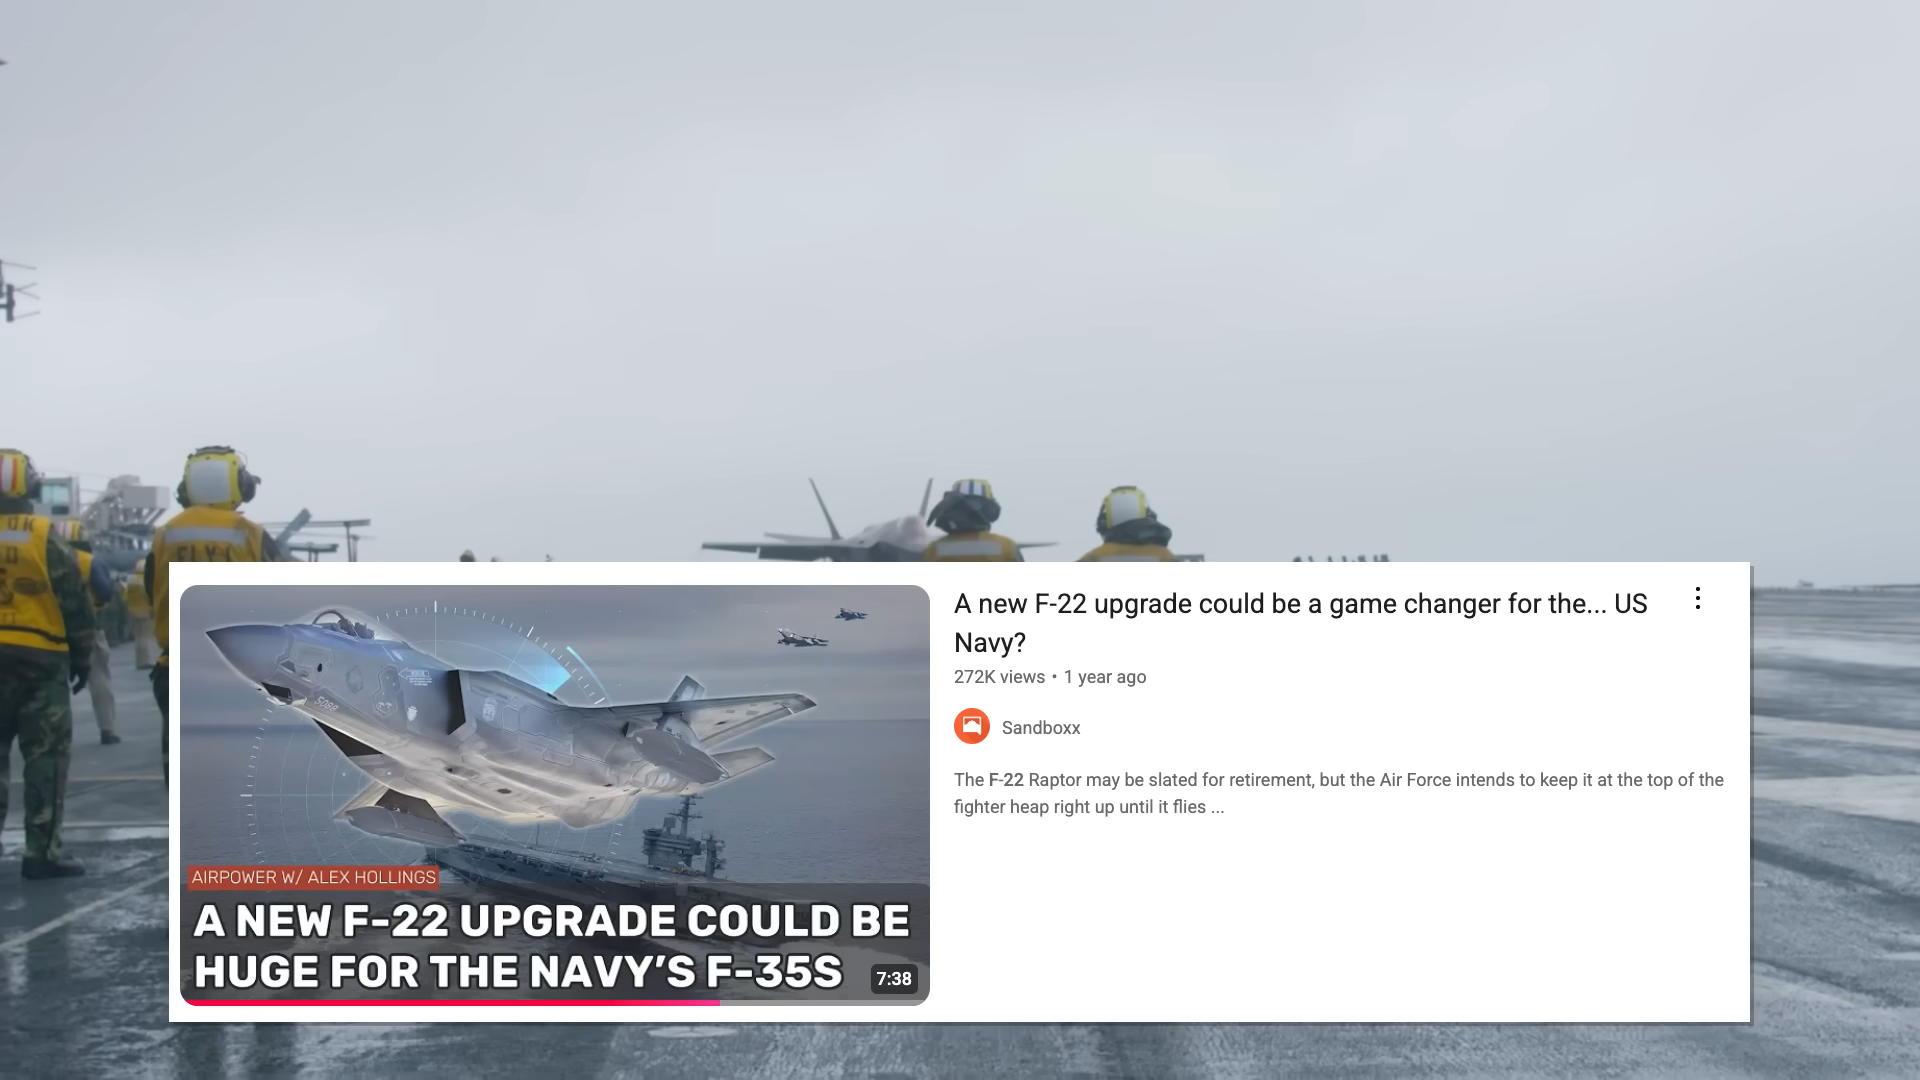 A new F-22 upgrade could be a game changer for the... US
Navy?
272K views • 1 year ago
Sandboxx
The F-22 Raptor may be slated for retirement, but the Air Force intends to keep it at the top of the
fighter heap right up until it flies ...
AIRPOWER W/ ALEX HOLLINGS
A NEW F-22 UPGRADE COULD BE
HUGE FOR THE NAVY'S F-35S
7:38